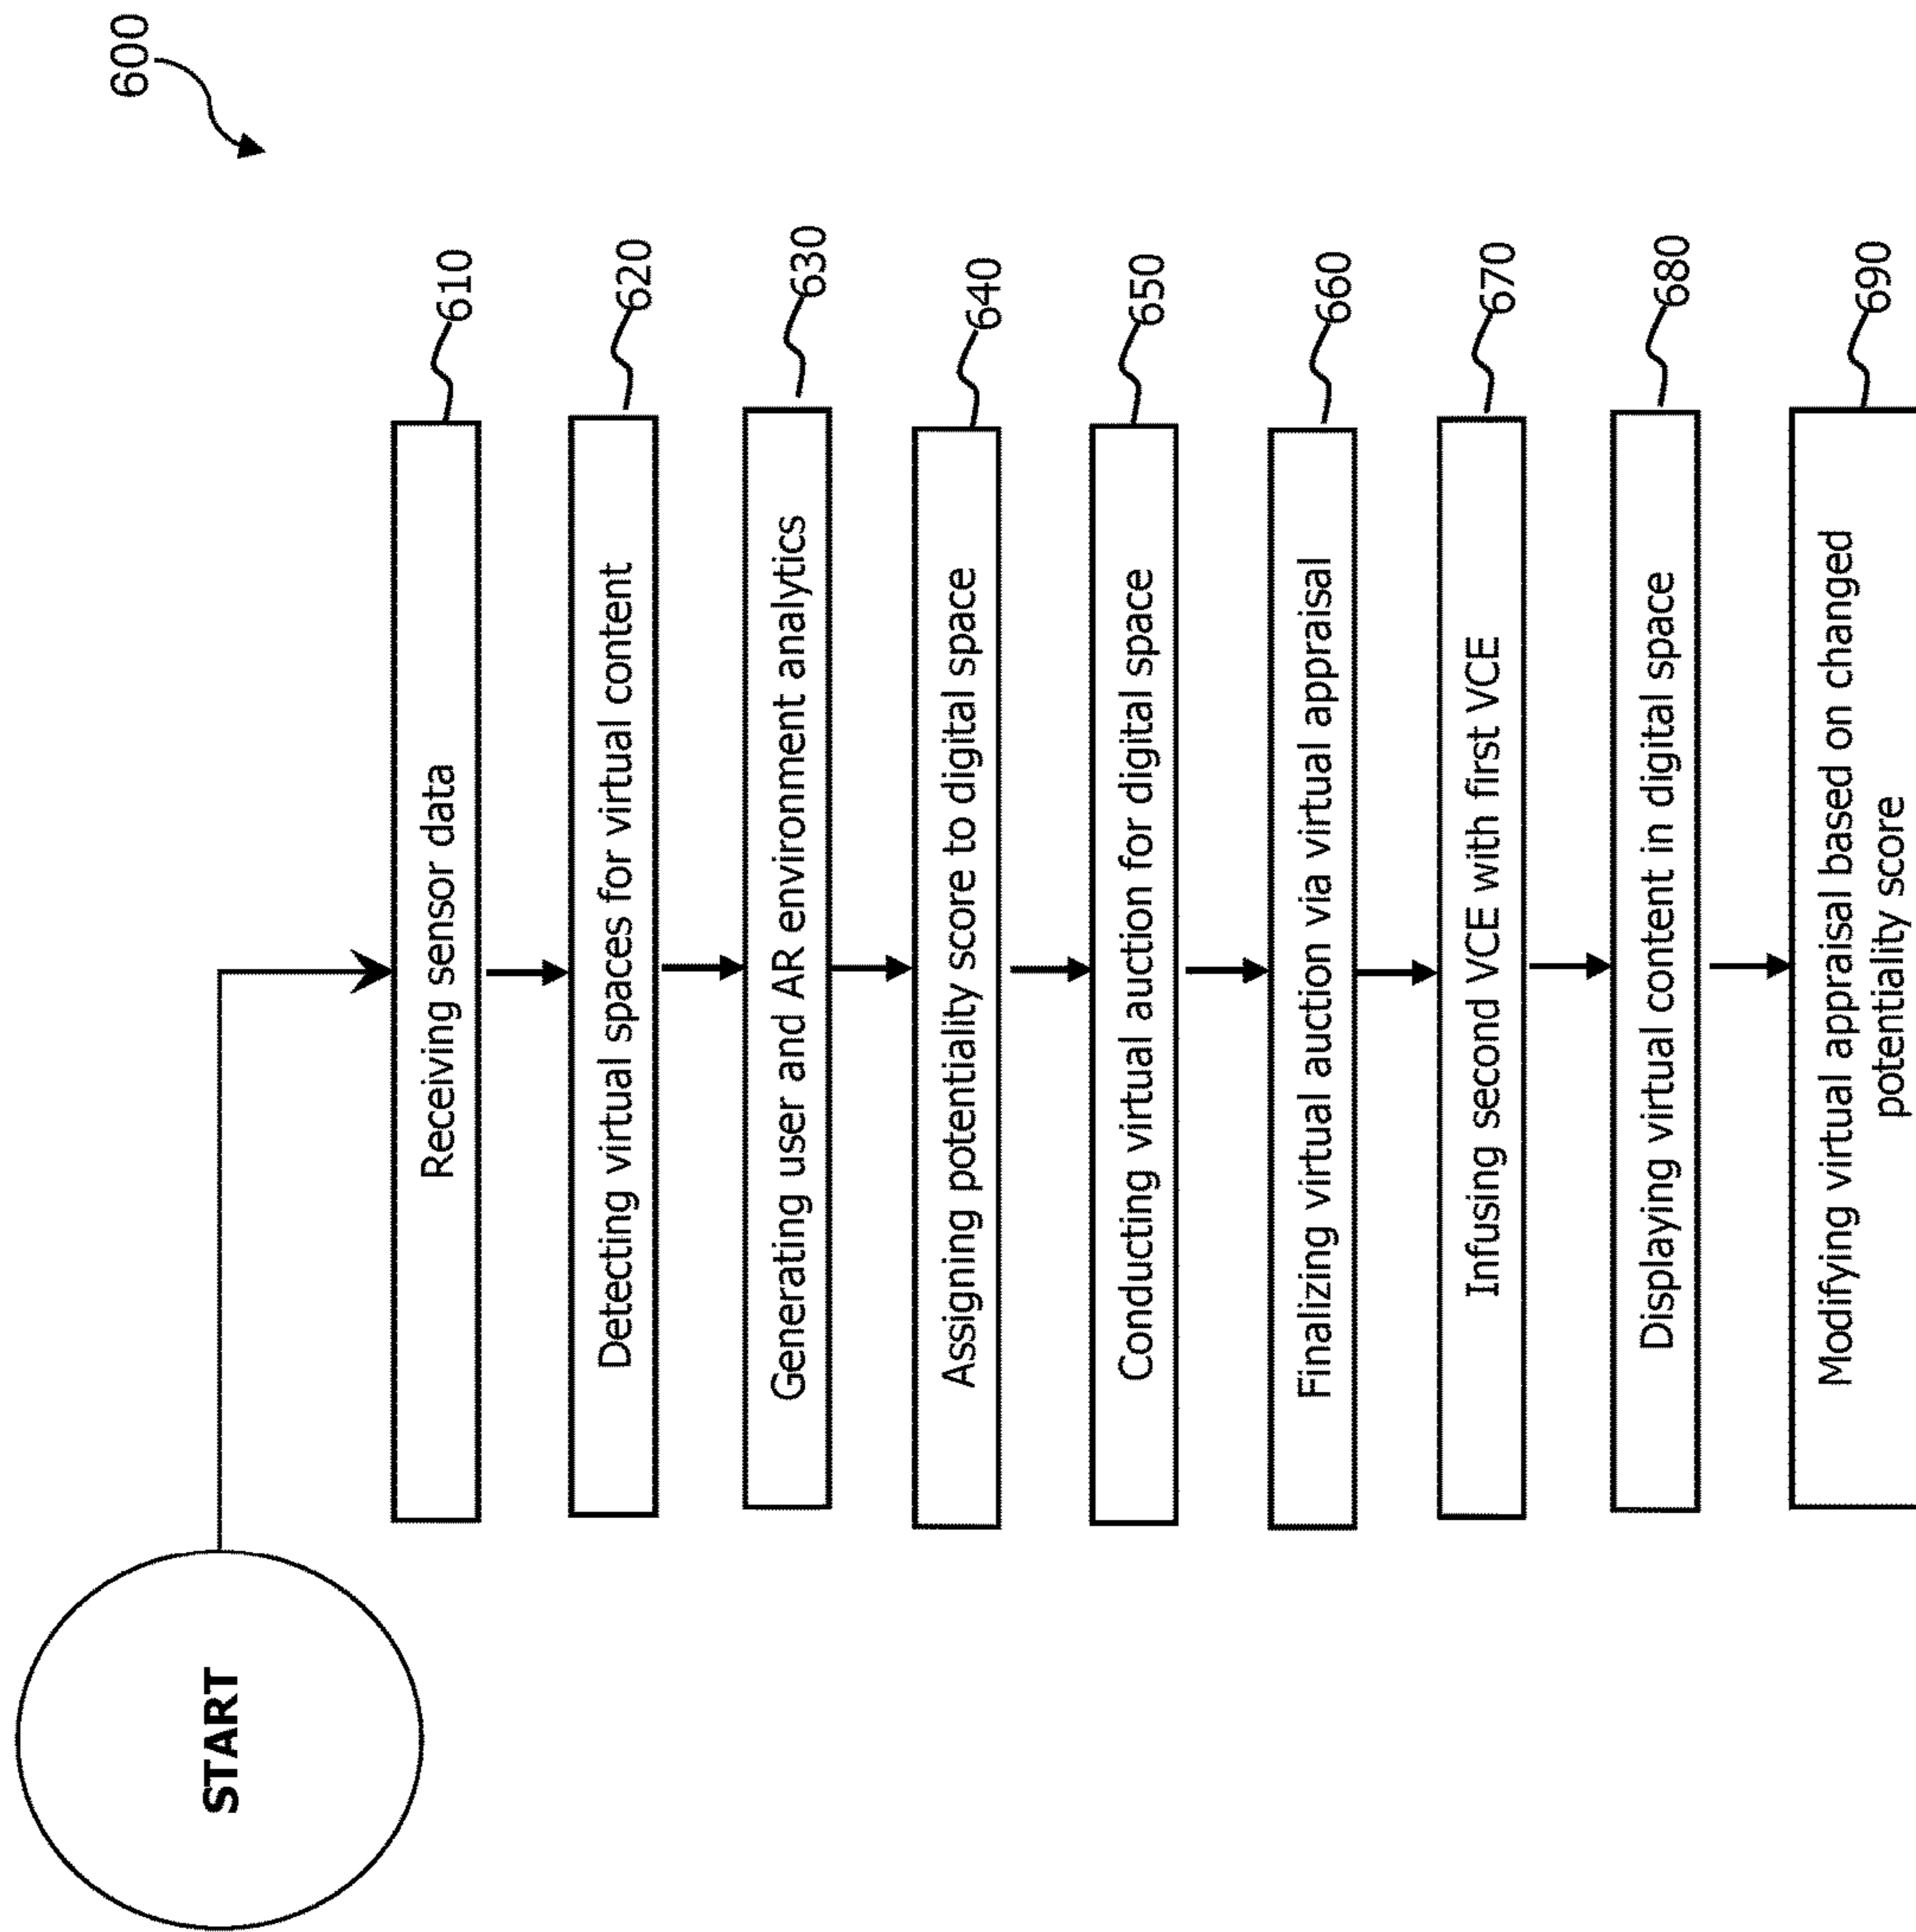 600
START
Receiving sensor data
610
Detecting virtual spaces for virtual content
620
Generating user and AR environment analytics
630
Assigning potentiality score to digital space
640
Conducting virtual auction for digital space
650
Finalizing virtual auction via virtual appraisal
660
Infusing second VCE with first VCE
670
Displaying virtual content in digital space
680
Modifying virtual appraisal based on changed
potentiality score
690